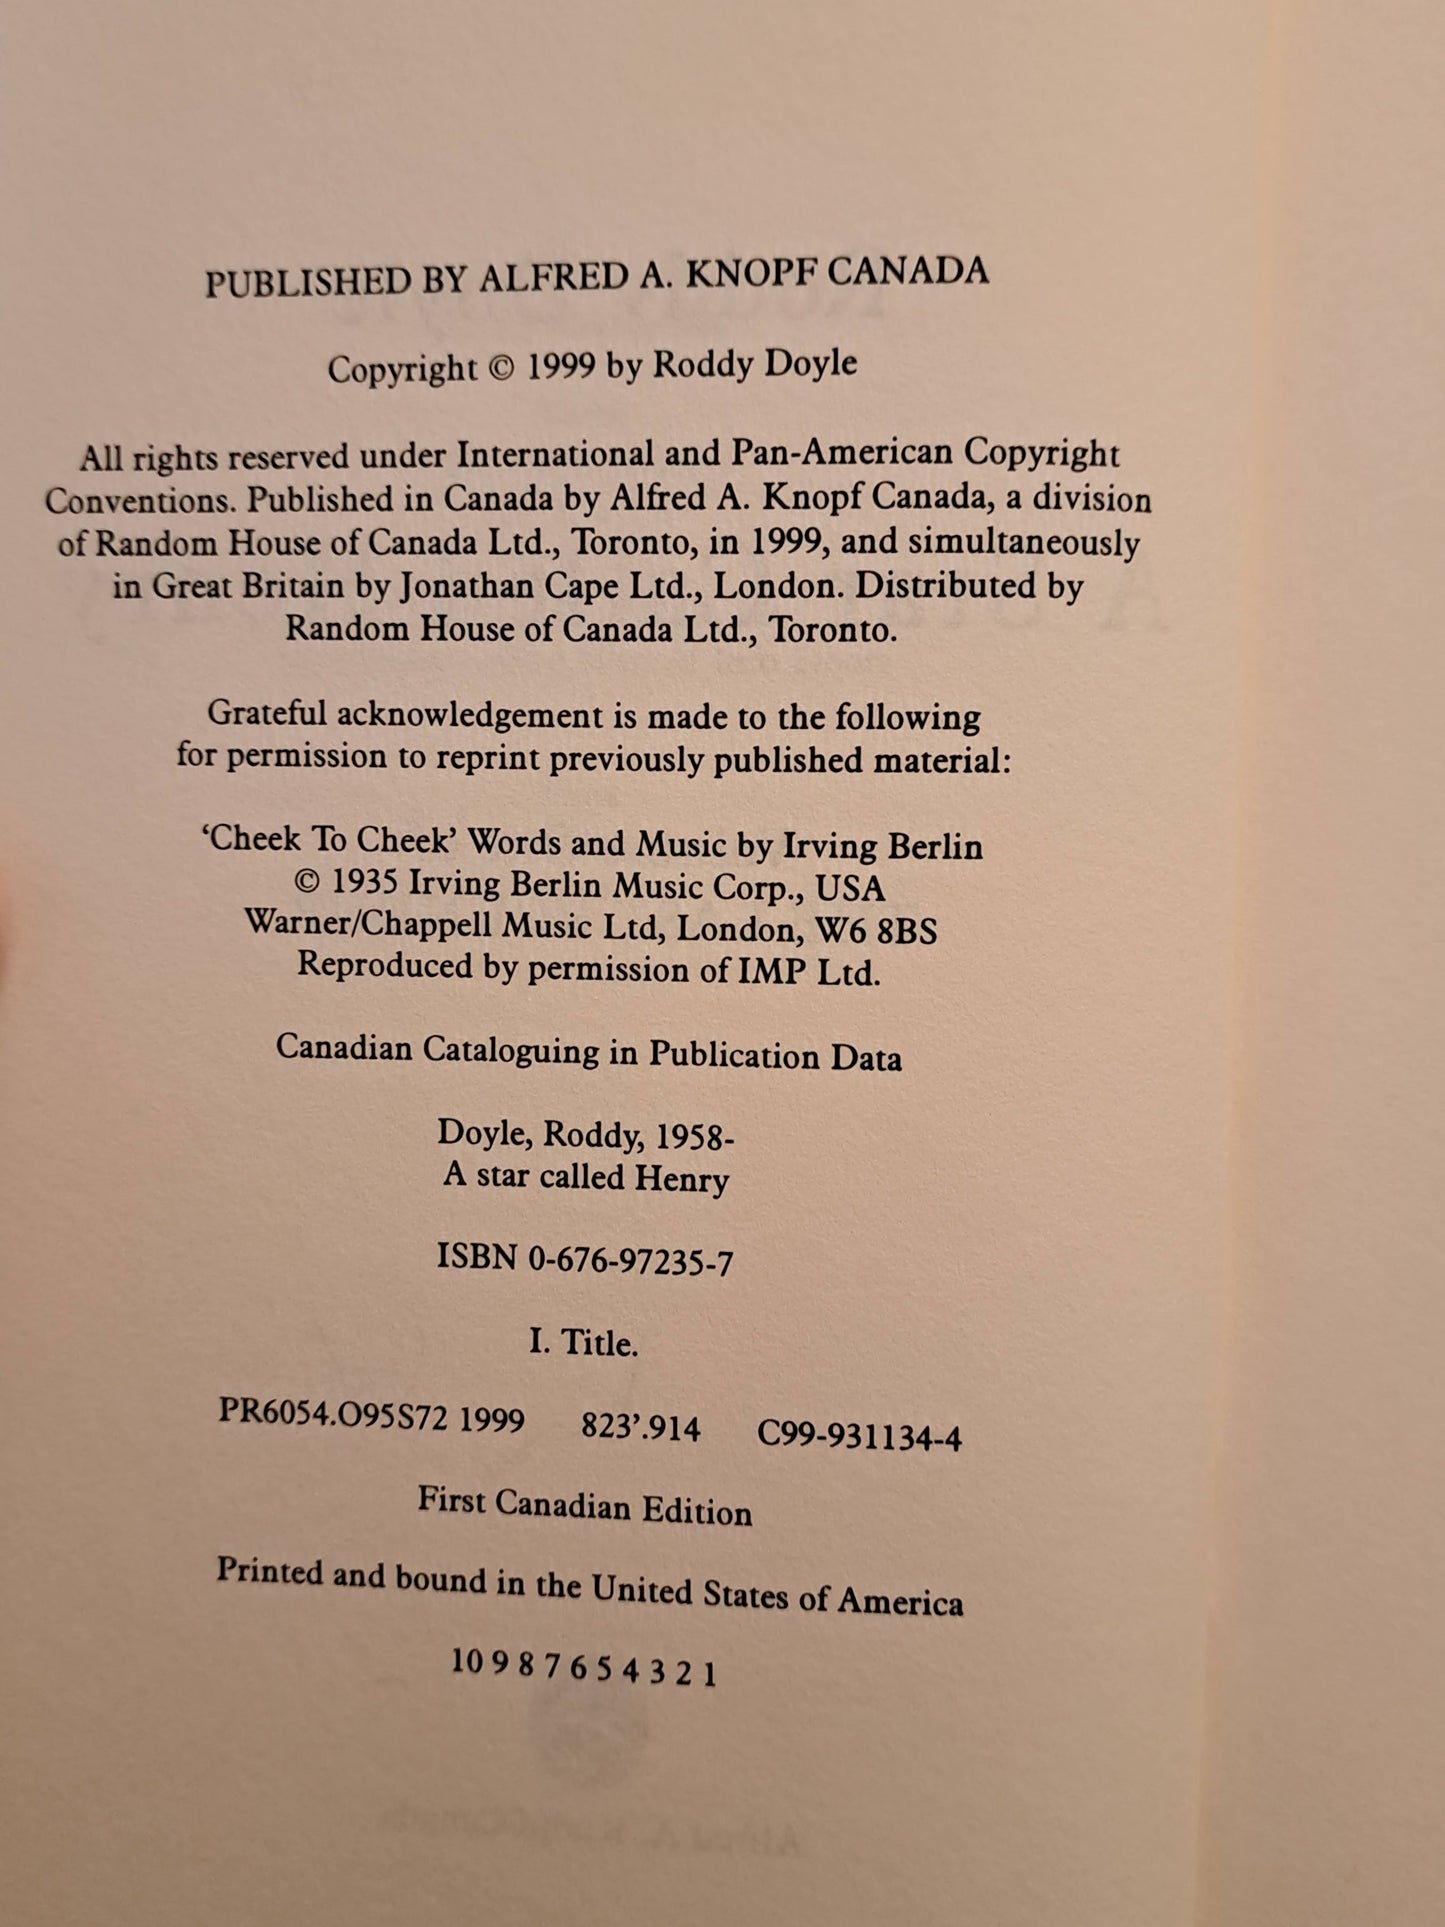 PUBLISHED BY ALFRED A. KNOPF CANADA
Copyright © 1999 by Roddy Doyle
All rights reserved under International and Pan-American Copyright
Conventions. Published in Canada by Alfred A. Knopf Canada, a division
of Random House of Canada Ltd., Toronto, in 1999, and simultaneously
in Great Britain by Jonathan Cape Ltd., London. Distributed by
Random House of Canada Ltd., Toronto.
Grateful acknowledgement is made to the following
for permission to reprint previously published material:
‘Cheek To Cheek’ Words and Music by Irving Berlin
© 1935 Irving Berlin Music Corp., USA
Warner/Chappell Music Ltd, London, W6 8BS
Reproduced by permission of IMP Ltd.
Canadian Cataloguing in Publication Data
Doyle, Roddy, 1958-
A star called Henry
ISBN 0-676-97235-7
I. Title.
PR6054.O95S72 1999 823’.914 C99-931134-4
First Canadian Edition
Printed and bound in the United States of America
10 9 8 7 6 5 4 3 2 1